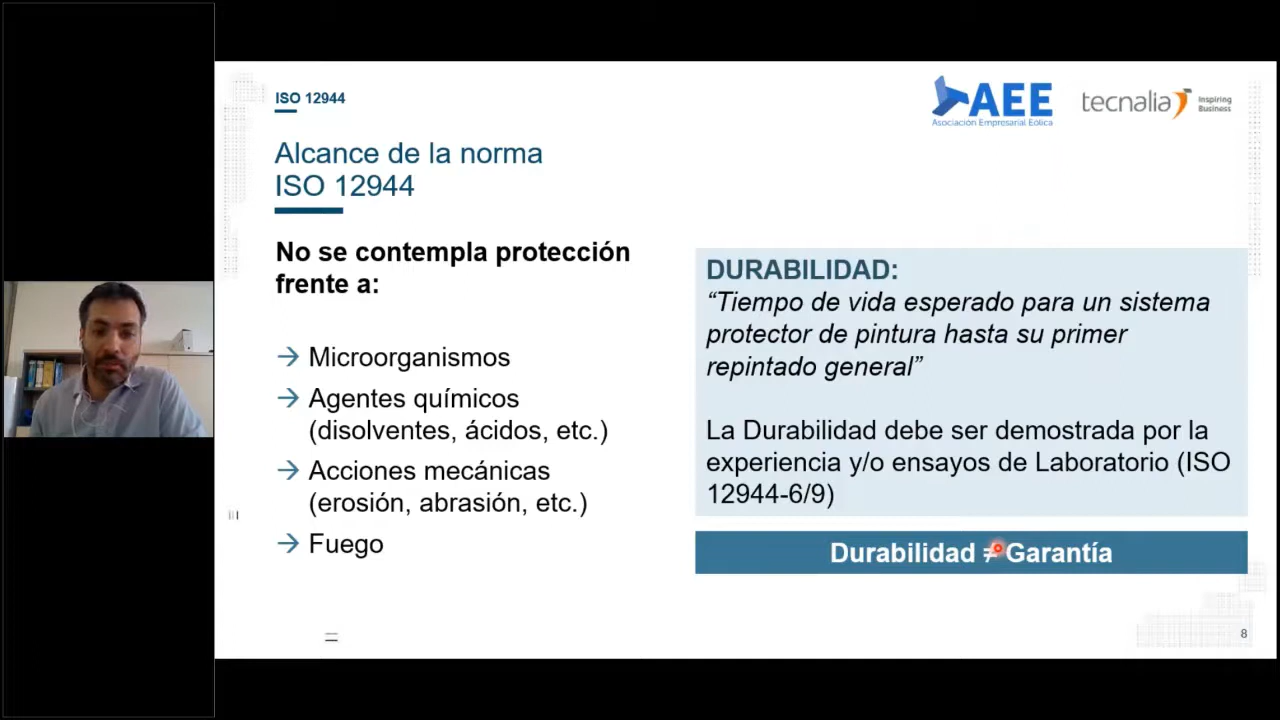 ISO 12944
AEE
Asociación Empresarial Eólica
tecnalia
Inspiring
Business
Alcance de la norma
ISO 12944
No se contempla protección
frente a:
→ Microorganismos
→ Agentes químicos
(disolventes, ácidos, etc.)
→ Acciones mecánicas
(erosión, abrasión, etc.)
→ Fuego
DURABILIDAD:
“Tiempo de vida esperado para un sistema
protector de pintura hasta su primer
repintado general”
La Durabilidad debe ser demostrada por la
experiencia y/o ensayos de Laboratorio (ISO
12944-6/9)
Durabilidad ≠ Garantía
8